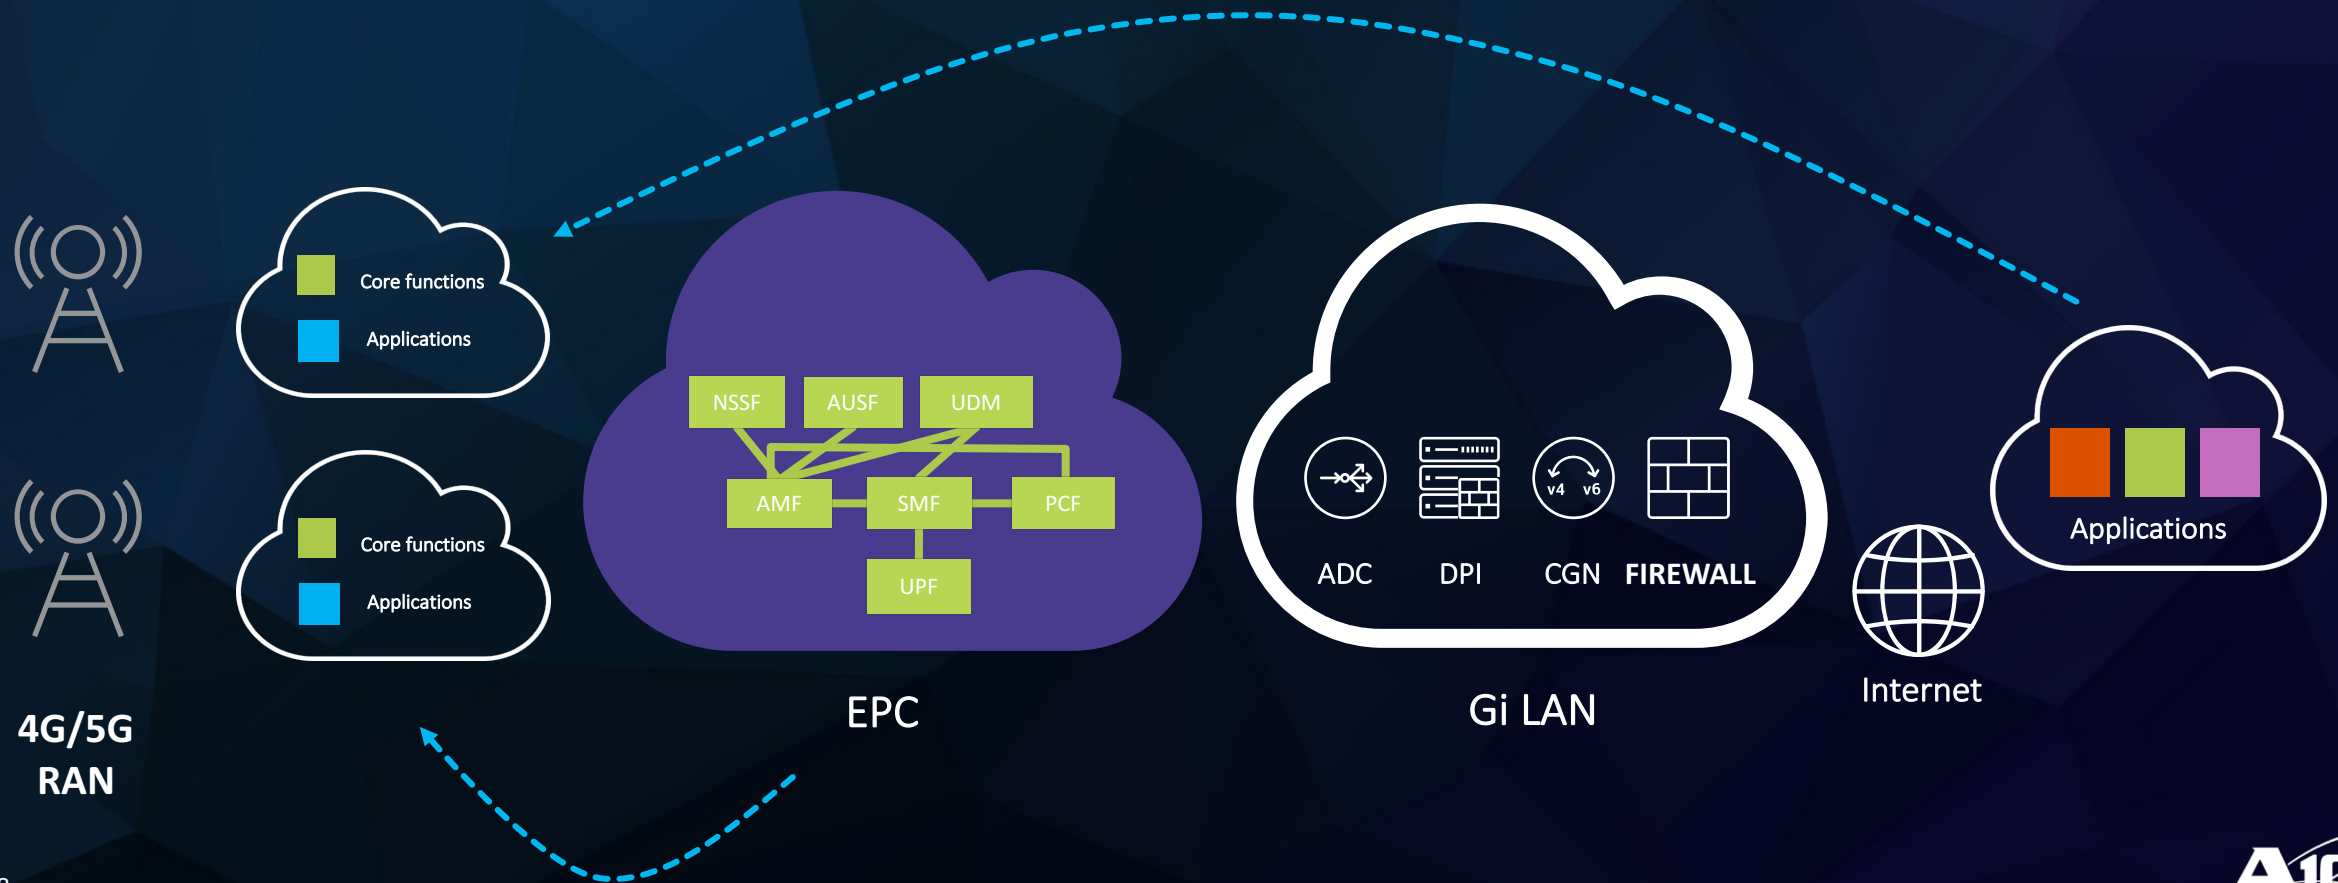 Core functions
Applications
Core functions
Applications
4G/5G
RAN
NSSF
AUSF
UDM
AMF
SMF
PCF
UPF
EPC
v4
v6
ADC
DPI
CGN
FIREWALL
Gi LAN
Internet
Applications